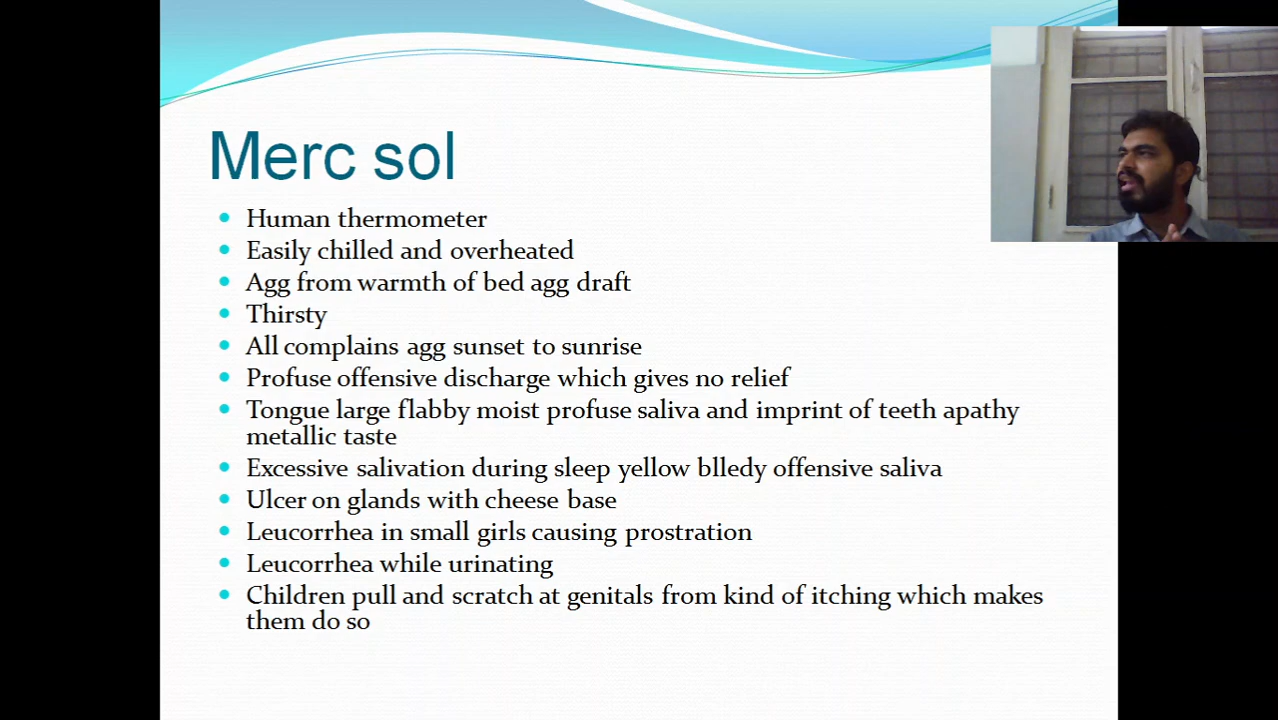 Merc sol
Human thermometer
Easily chilled and overheated
Agg from warmth of bed agg draft
Thirsty
All complains agg sunset to sunrise
Profuse offensive discharge which gives no relief
Tongue large flabby moist profuse saliva and imprint of teeth apathy
metallic taste
Excessive salivation during sleep yellow blledy offensive saliva
Ulcer on glands with cheese base
Leucorrhea in small girls causing prostration
Leucorrhea while urinating
Children pull and scratch at genitals from kind of itching which makes
them do so